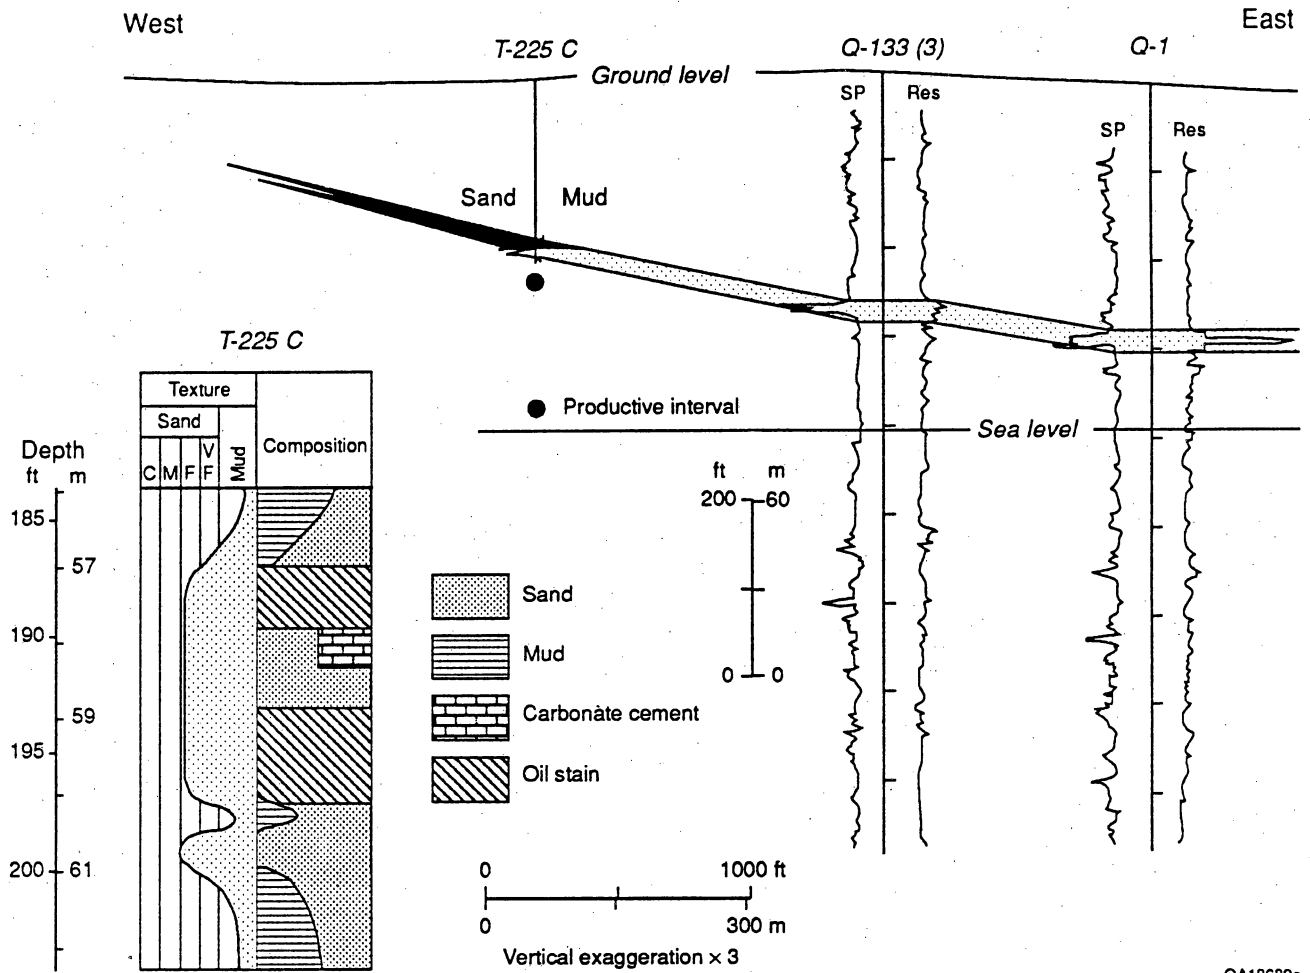 West
East
T-225 C
Q-133 (3)
Q-1
Ground level
SP
Res
SP
Res
Sand
Mud
T-225 C
Texture
Sand
Mud
Composition
C
M
F
V
F
Depth
ft
m
185
57
190
59
195
200
61
Productive interval
Sea level
ft
m
200
60
0
0
Sand
Mud
Carbonate cement
Oil stain
0
1000 ft
0
300 m
Vertical exaggeration × 3